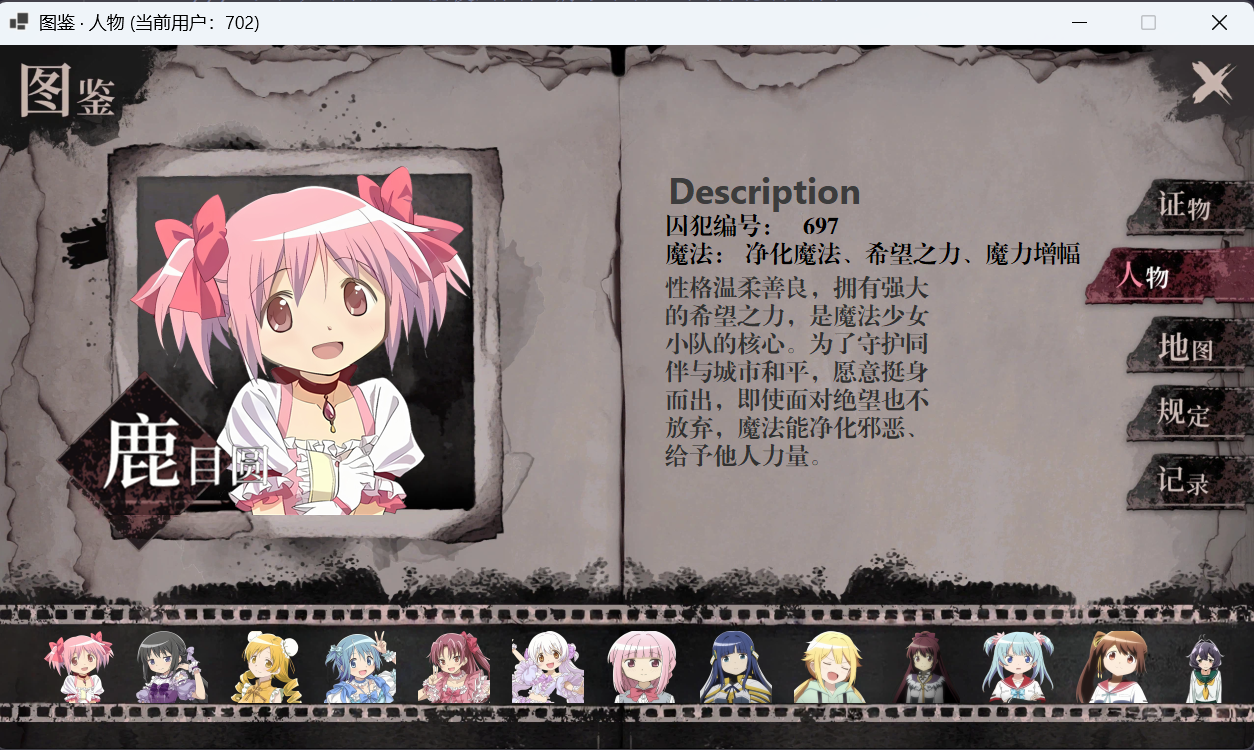 图鉴 · 人物 (当前用户：702)
图鉴
Description
囚犯编号： 697
魔法： 净化魔法、希望之力、魔力增幅
性格温柔善良，拥有强大
的希望之力，是魔法少女
小队的核心。为了守护同
伴与城市和平，愿意挺身
而出，即使面对绝望也不
放弃，魔法能净化邪恶、
给予他人力量。
鹿目圆
证物
人物
地图
规定
记录